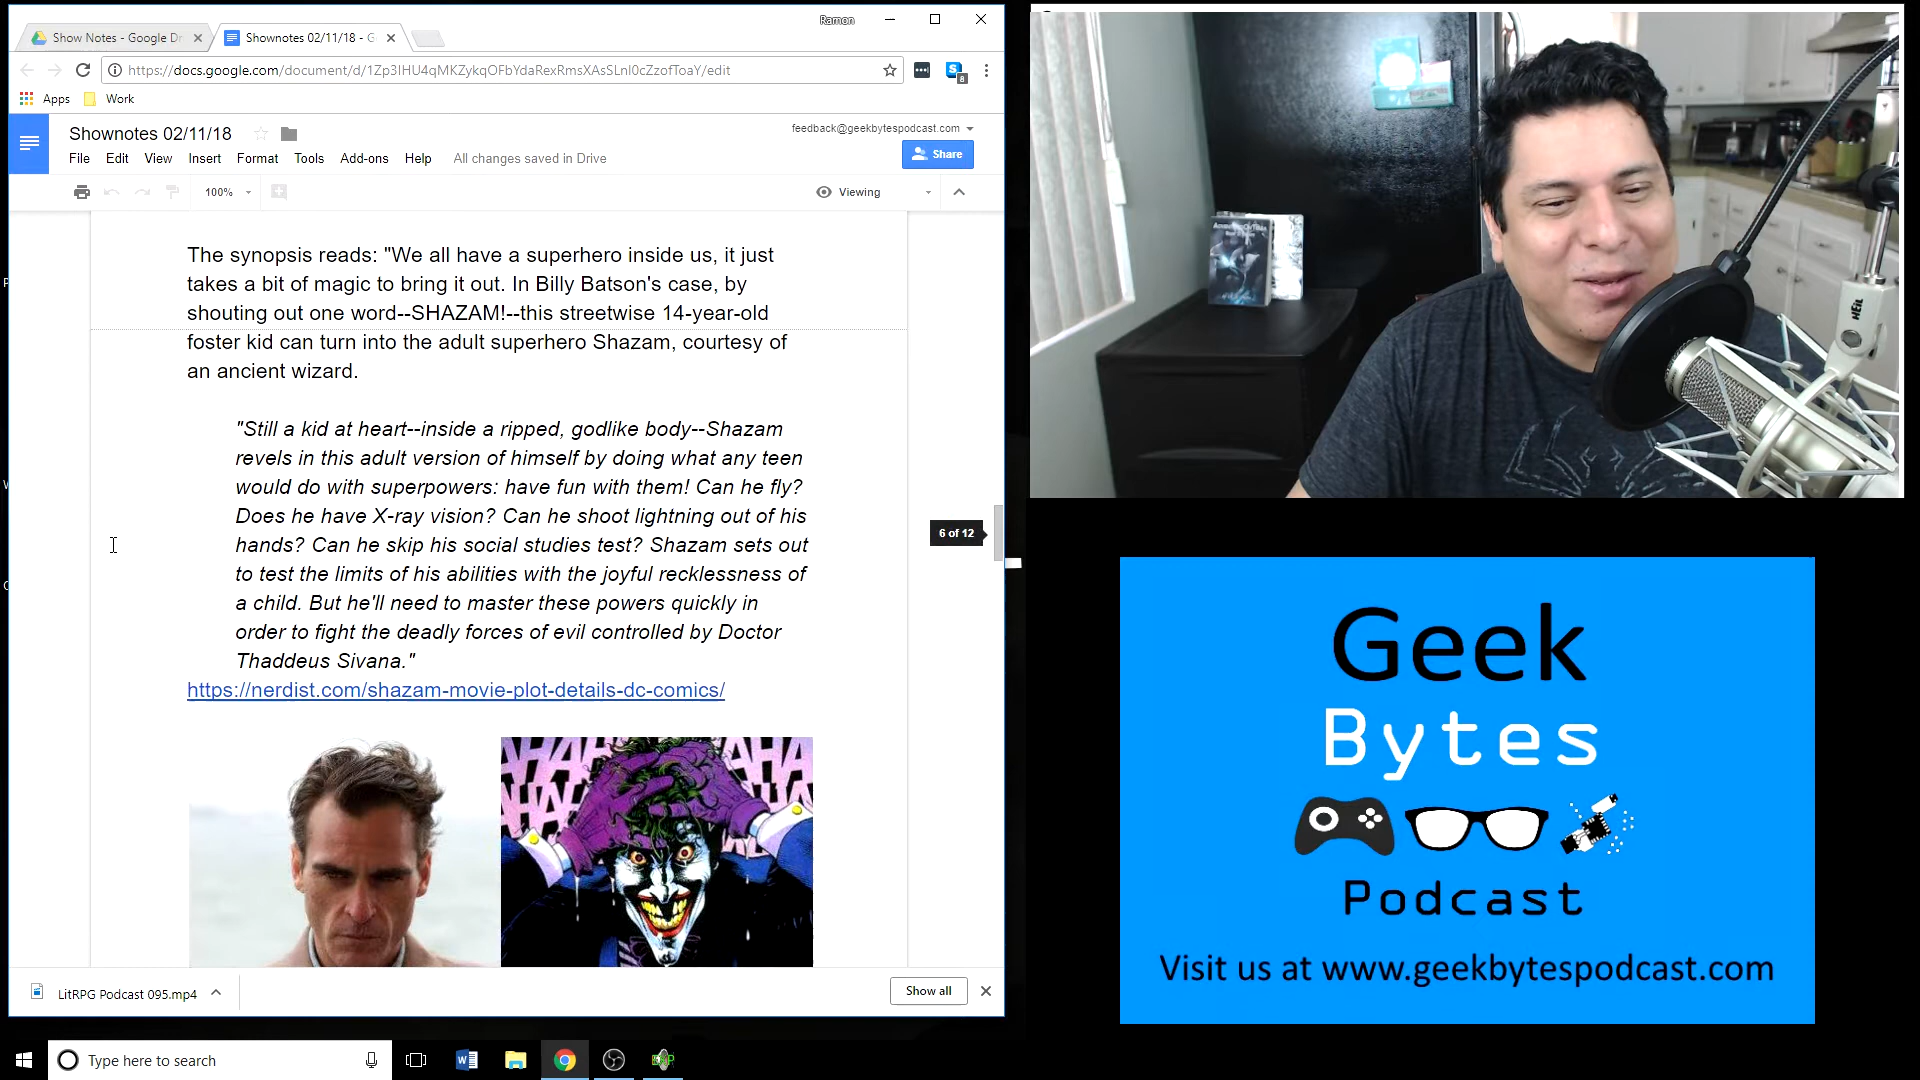 Ramon
Show Notes - Google Dr
Shownotes 02/11/18 - G
https://docs.google.com/document/d/1Zp3IHU4qMKZykqOFbYdaRexRmsXAsSLnI0cZzofToaY/edit
8
Apps
Work
Shownotes 02/11/18
feedback@geekbytespodcast.com
File Edit View Insert Format Tools Add-ons Help All changes saved in Drive
Share
100%
Viewing
The synopsis reads: "We all have a superhero inside us, it just
takes a bit of magic to bring it out. In Billy Batson's case, by
shouting out one word--SHAZAM!--this streetwise 14-year-old
foster kid can turn into the adult superhero Shazam, courtesy of
an ancient wizard.
"Still a kid at heart--inside a ripped, godlike body--Shazam
revels in this adult version of himself by doing what any teen
would do with superpowers: have fun with them! Can he fly?
Does he have X-ray vision? Can he shoot lightning out of his
hands? Can he skip his social studies test? Shazam sets out
to test the limits of his abilities with the joyful recklessness of
a child. But he'll need to master these powers quickly in
order to fight the deadly forces of evil controlled by Doctor
Thaddeus Sivana."
https://nerdist.com/shazam-movie-plot-details-dc-comics/
6 of 12
LitRPG Podcast 095.mp4
Show all
Type here to search
HEiL
Geek
Bytes
Podcast
Visit us at www.geekbytespodcast.com